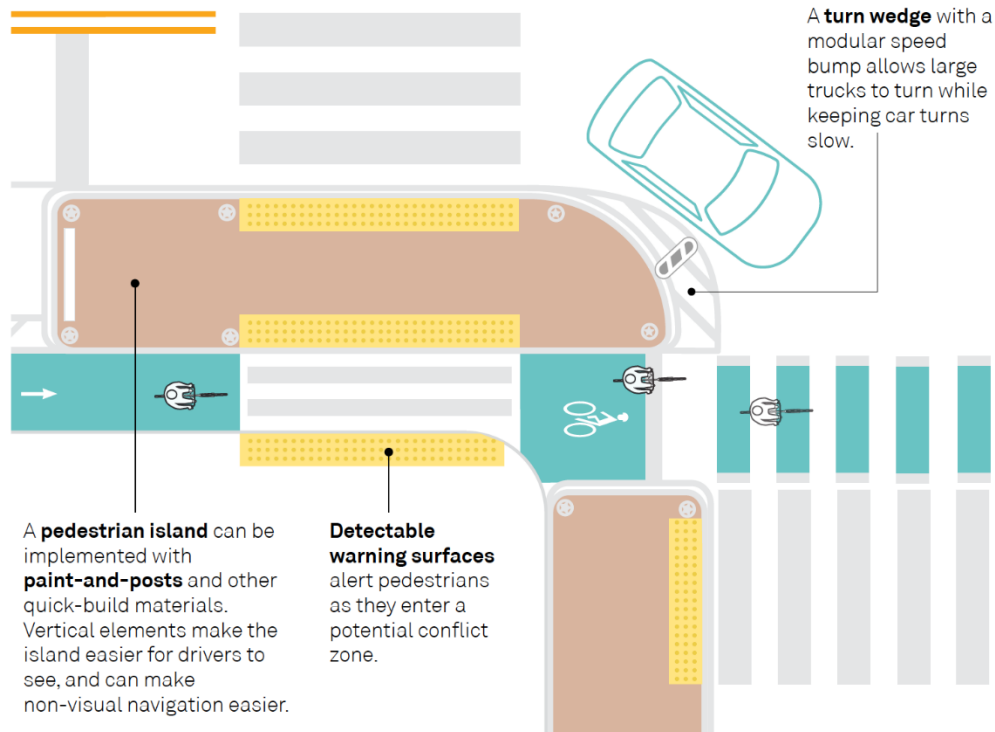 A turn wedge with a
modular speed
bump allows large
trucks to turn while
keeping car turns
slow.
A pedestrian island can be
implemented with
paint-and-posts and other
quick-build materials.
Vertical elements make the
island easier for drivers to
see, and can make
non-visual navigation easier.
Detectable
warning surfaces
alert pedestrians
as they enter a
potential conflict
zone.